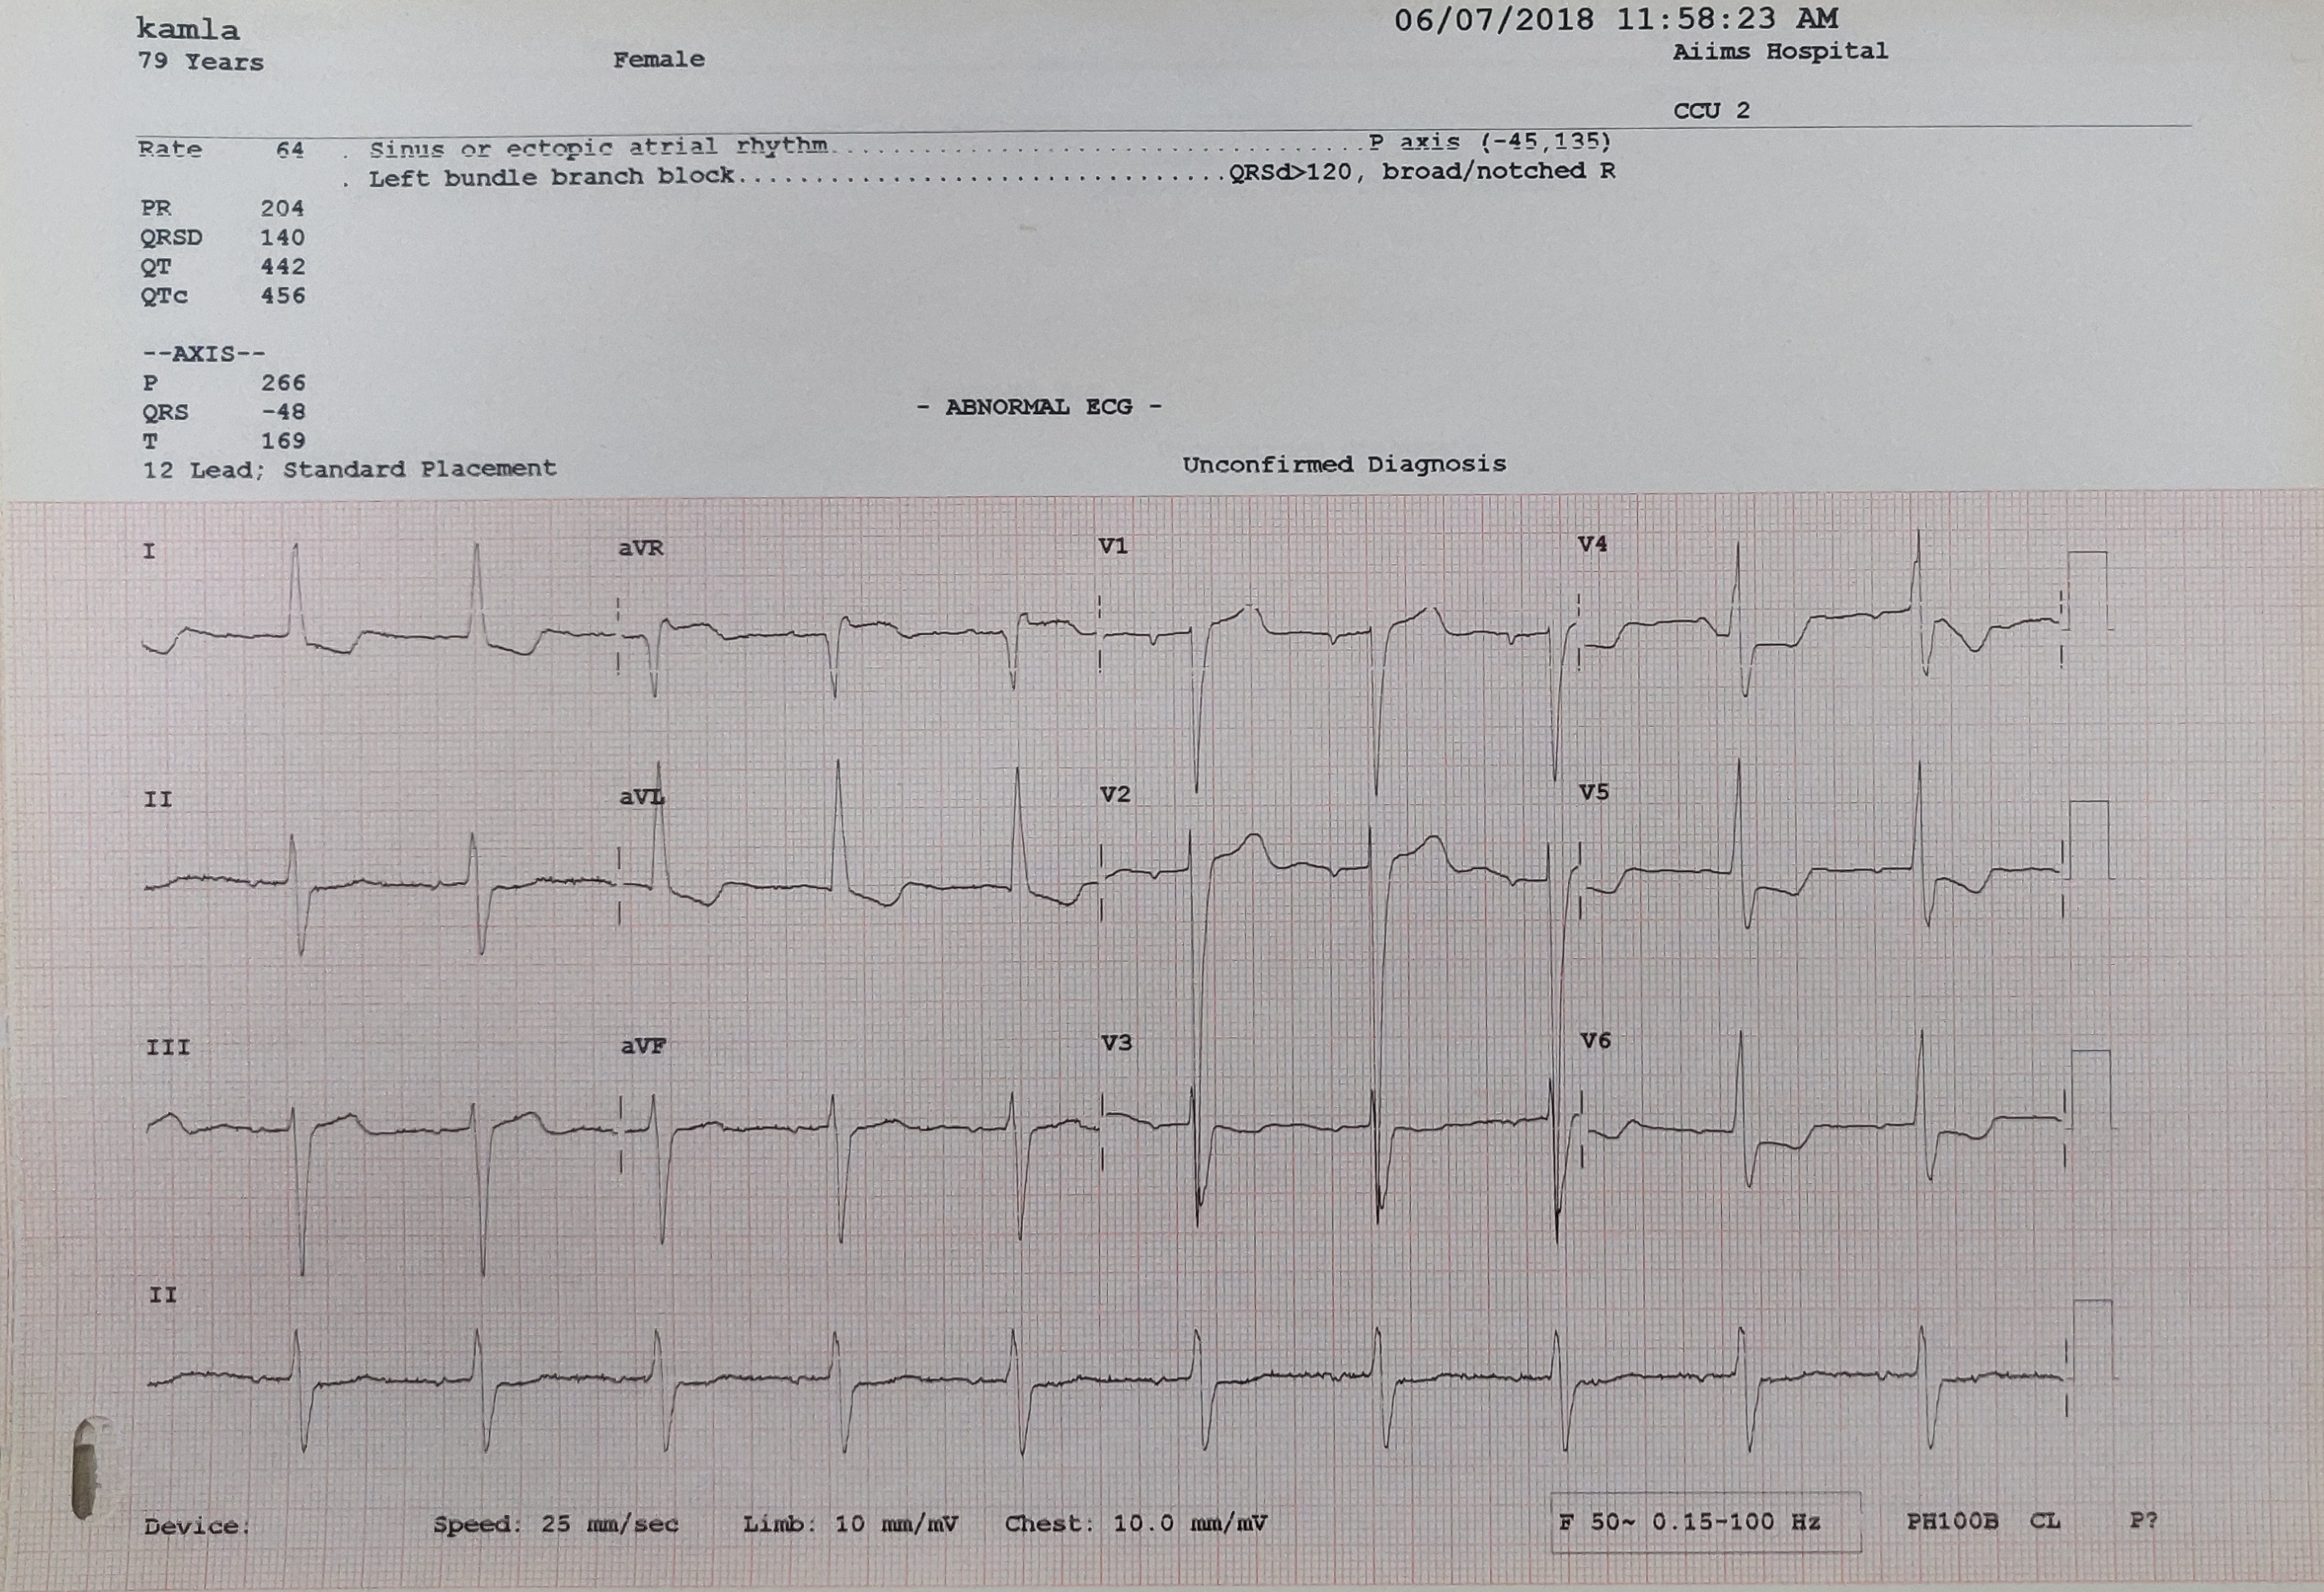 kamla
06/07/2018 11:58:23 AM
79 Years Female Aiims Hospital
CCU 2
Rate 64 . Sinus or ectopic atrial rhythm...................................P axis (-45,135)
. Left bundle branch block................................QRSd>120, broad/notched R
PR 204
QRSD 140
QT 442
QTc 456
--AXIS--
P 266
QRS -48
T 169
- ABNORMAL ECG -
12 Lead; Standard Placement
Unconfirmed Diagnosis
I aVR V1 V4
II aVL V2 V5
III aVF V3 V6
II
Device: Speed: 25 mm/sec Limb: 10 mm/mV Chest: 10.0 mm/mV F 50~ 0.15-100 Hz PH100B CL P?